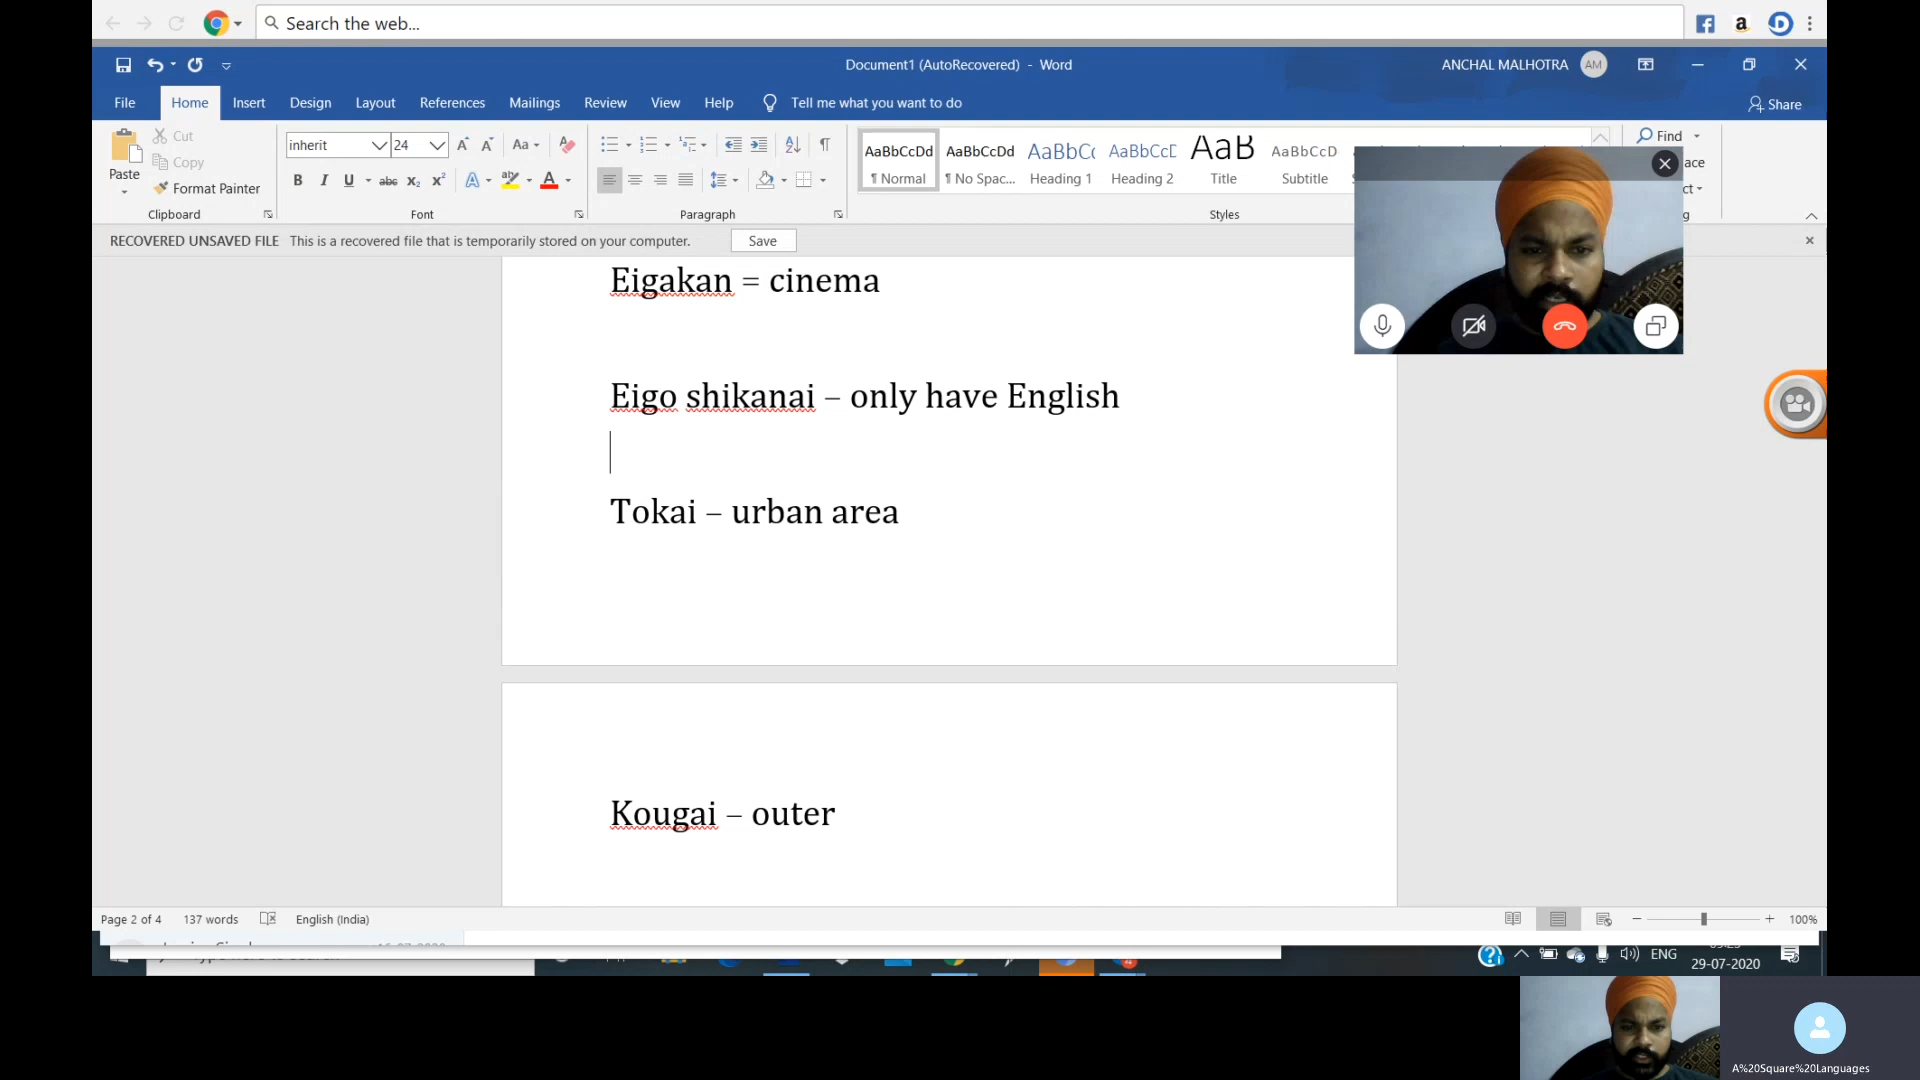 Search the web...
Document1 (AutoRecovered) - Word
ANCHAL MALHOTRA AM
File Home Insert Design Layout References Mailings Review View Help Tell me what you want to do
Share
Paste
Cut
Copy
Format Painter
Clipboard
inherit 24
Font
Paragraph
AaBbCcDd AaBbCcDd AaBbCc AaBbCcD AaB AaBbCcD
¶ Normal ¶ No Spac... Heading 1 Heading 2 Title Subtitle
Styles
Find
RECOVERED UNSAVED FILE This is a recovered file that is temporarily stored on your computer. Save
Eigakan = cinema
Eigo shikanai – only have English
Tokai – urban area
Kougai – outer
Page 2 of 4 137 words English (India)
100%
ENG
29-07-2020
A%20Square%20Languages